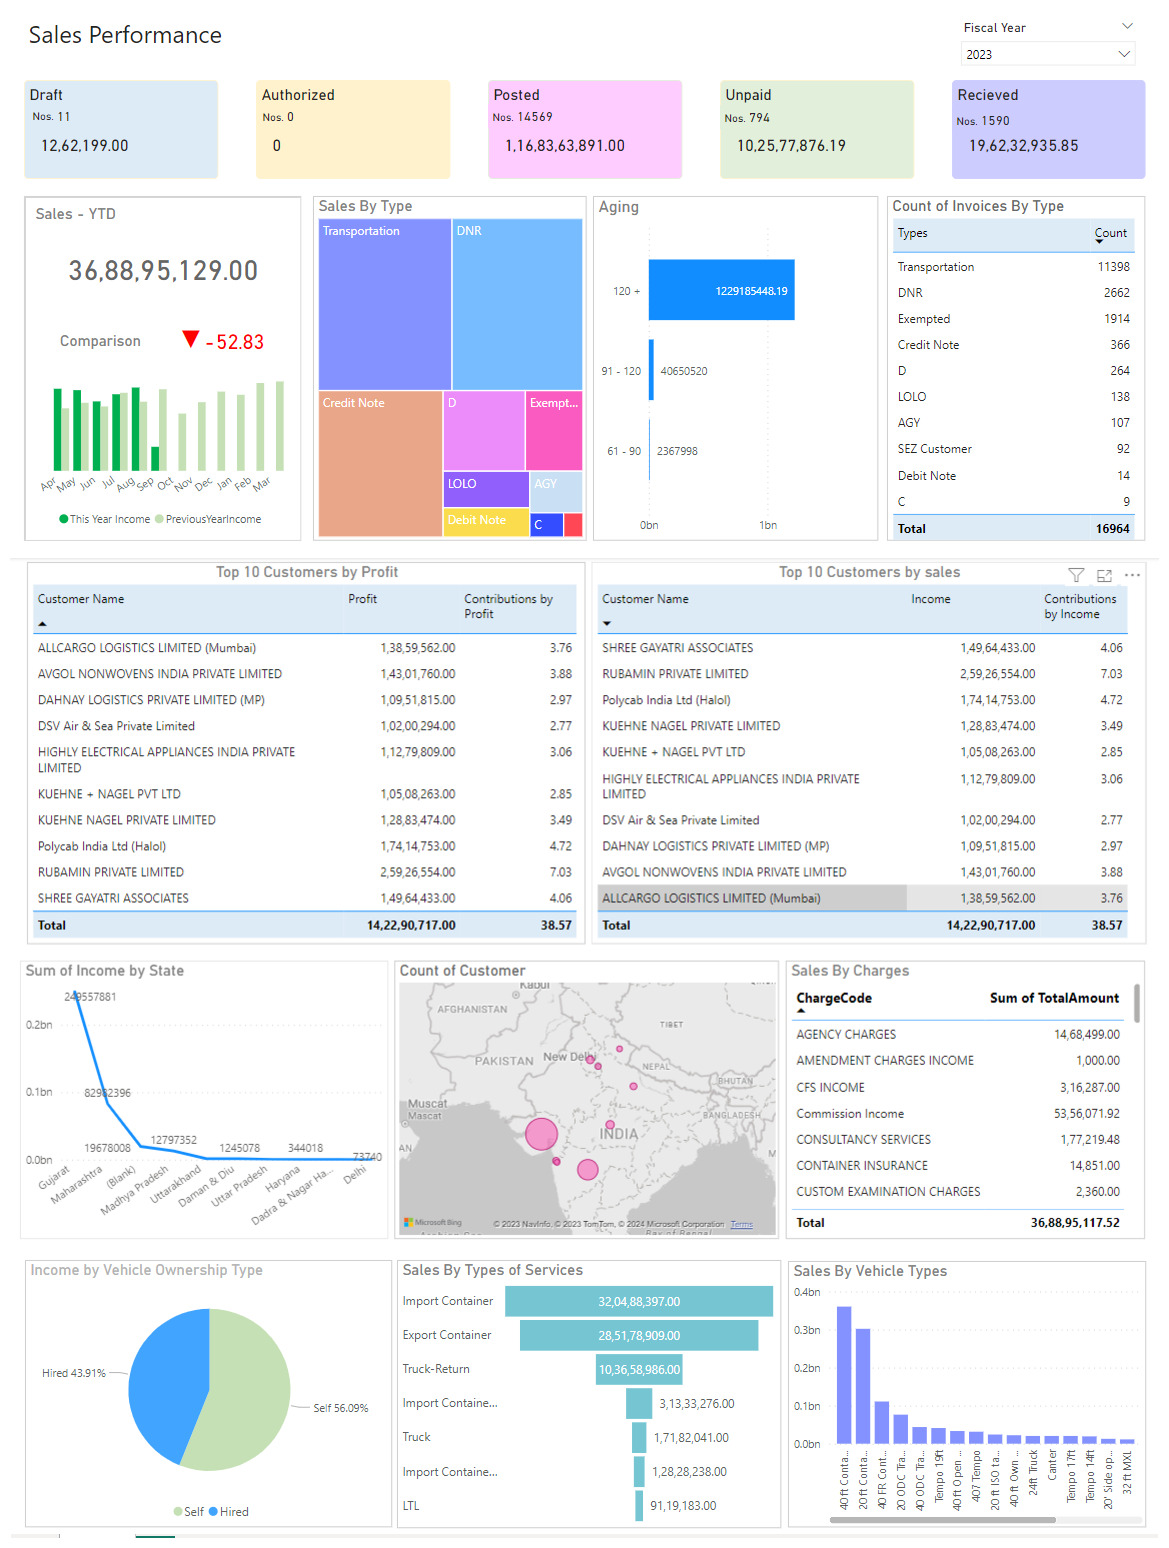 Sales Performance
Fiscal Year
2023
Draft
Nos. 11
12,62,199.00
Authorized
Nos. 0
0
Posted
Nos. 14569
1,16,83,63,891.00
Unpaid
Nos. 794
10,25,77,876.19
Recieved
Nos. 1590
19,62,32,935.85
Sales - YTD
36,88,95,129.00
Comparison
-52.83
Apr May Jun Jul Aug Sep Oct Nov Dec Jan Feb Mar
This Year Income PreviousYearIncome
Sales By Type
Transportation
DNR
Credit Note
D
Exempt...
LOLO
AGY
Debit Note
C
Aging
120 + 1229185448.19
91 - 120 40650520
61 - 90 2367998
0bn 1bn
Count of Invoices By Type
Types Count
Transportation 11398
DNR 2662
Exempted 1914
Credit Note 366
D 264
LOLO 138
AGY 107
SEZ Customer 92
Debit Note 14
C 9
Total 16964
Top 10 Customers by Profit
Customer Name Profit Contributions by
Profit
ALLCARGO LOGISTICS LIMITED (Mumbai) 1,38,59,562.00 3.76
AVGOL NONWOVENS INDIA PRIVATE LIMITED 1,43,01,760.00 3.88
DAHNAY LOGISTICS PRIVATE LIMITED (MP) 1,09,51,815.00 2.97
DSV Air & Sea Private Limited 1,02,00,294.00 2.77
HIGHLY ELECTRICAL APPLIANCES INDIA PRIVATE 1,12,79,809.00 3.06
LIMITED
KUEHNE + NAGEL PVT LTD 1,05,08,263.00 2.85
KUEHNE NAGEL PRIVATE LIMITED 1,28,83,474.00 3.49
Polycab India Ltd (Halol) 1,74,14,753.00 4.72
RUBAMIN PRIVATE LIMITED 2,59,26,554.00 7.03
SHREE GAYATRI ASSOCIATES 1,49,64,433.00 4.06
Total 14,22,90,717.00 38.57
Top 10 Customers by sales
Customer Name Income Contributions
by Income
SHREE GAYATRI ASSOCIATES 1,49,64,433.00 4.06
RUBAMIN PRIVATE LIMITED 2,59,26,554.00 7.03
Polycab India Ltd (Halol) 1,74,14,753.00 4.72
KUEHNE NAGEL PRIVATE LIMITED 1,28,83,474.00 3.49
KUEHNE + NAGEL PVT LTD 1,05,08,263.00 2.85
HIGHLY ELECTRICAL APPLIANCES INDIA PRIVATE 1,12,79,809.00 3.06
LIMITED
DSV Air & Sea Private Limited 1,02,00,294.00 2.77
DAHNAY LOGISTICS PRIVATE LIMITED (MP) 1,09,51,815.00 2.97
AVGOL NONWOVENS INDIA PRIVATE LIMITED 1,43,01,760.00 3.88
ALLCARGO LOGISTICS LIMITED (Mumbai) 1,38,59,562.00 3.76
Total 14,22,90,717.00 38.57
Sum of Income by State
249557881
0.2bn
0.1bn 82982396
19678008 12797352 1245078 344018
0.0bn 73740
Gujarat Maharashtra (Blank) Madhya Pradesh Uttarakhand Daman & Diu Uttar Pradesh Haryana Dadra & Nagar Ha... Delhi
Count of Customer
Kabul
AFGHANISTAN
TIBET
PAKISTAN
New Delhi
NEPAL
BHUTAN
Muscat
Mascat
BANGLADESH
INDIA
AN
M
Microsoft Bing
© 2023 NavInfo, © 2023 TomTom, © 2024 Microsoft Corporation Terms
Arabian Sea
Bay of Bengal
Sales By Charges
ChargeCode Sum of TotalAmount
AGENCY CHARGES 14,68,499.00
AMENDMENT CHARGES INCOME 1,000.00
CFS INCOME 3,16,287.00
Commission Income 53,56,071.92
CONSULTANCY SERVICES 1,77,219.48
CONTAINER INSURANCE 14,851.00
CUSTOM EXAMINATION CHARGES 2,360.00
Total 36,88,95,117.52
Income by Vehicle Ownership Type
Hired 43.91%
Self 56.09%
Self Hired
Sales By Types of Services
Import Container 32,04,88,397.00
Export Container 28,51,78,909.00
Truck-Return 10,36,58,986.00
Import Containe... 3,13,33,276.00
Truck 1,71,82,041.00
Import Containe... 1,28,28,238.00
LTL 91,19,183.00
Sales By Vehicle Types
0.4bn
0.3bn
0.2bn
0.1bn
0.0bn
40 ft Conta...
20 ft Conta...
40 FR Cont...
20 ODC Tra...
40 ODC Tra...
Tempo 19ft
40 ft Open ...
407 Tempo
20 ft ISO ta...
40 ft Own ...
24ft Truck
Canter
Tempo 17ft
Tempo 14ft
20' Side op...
32 ft MXL